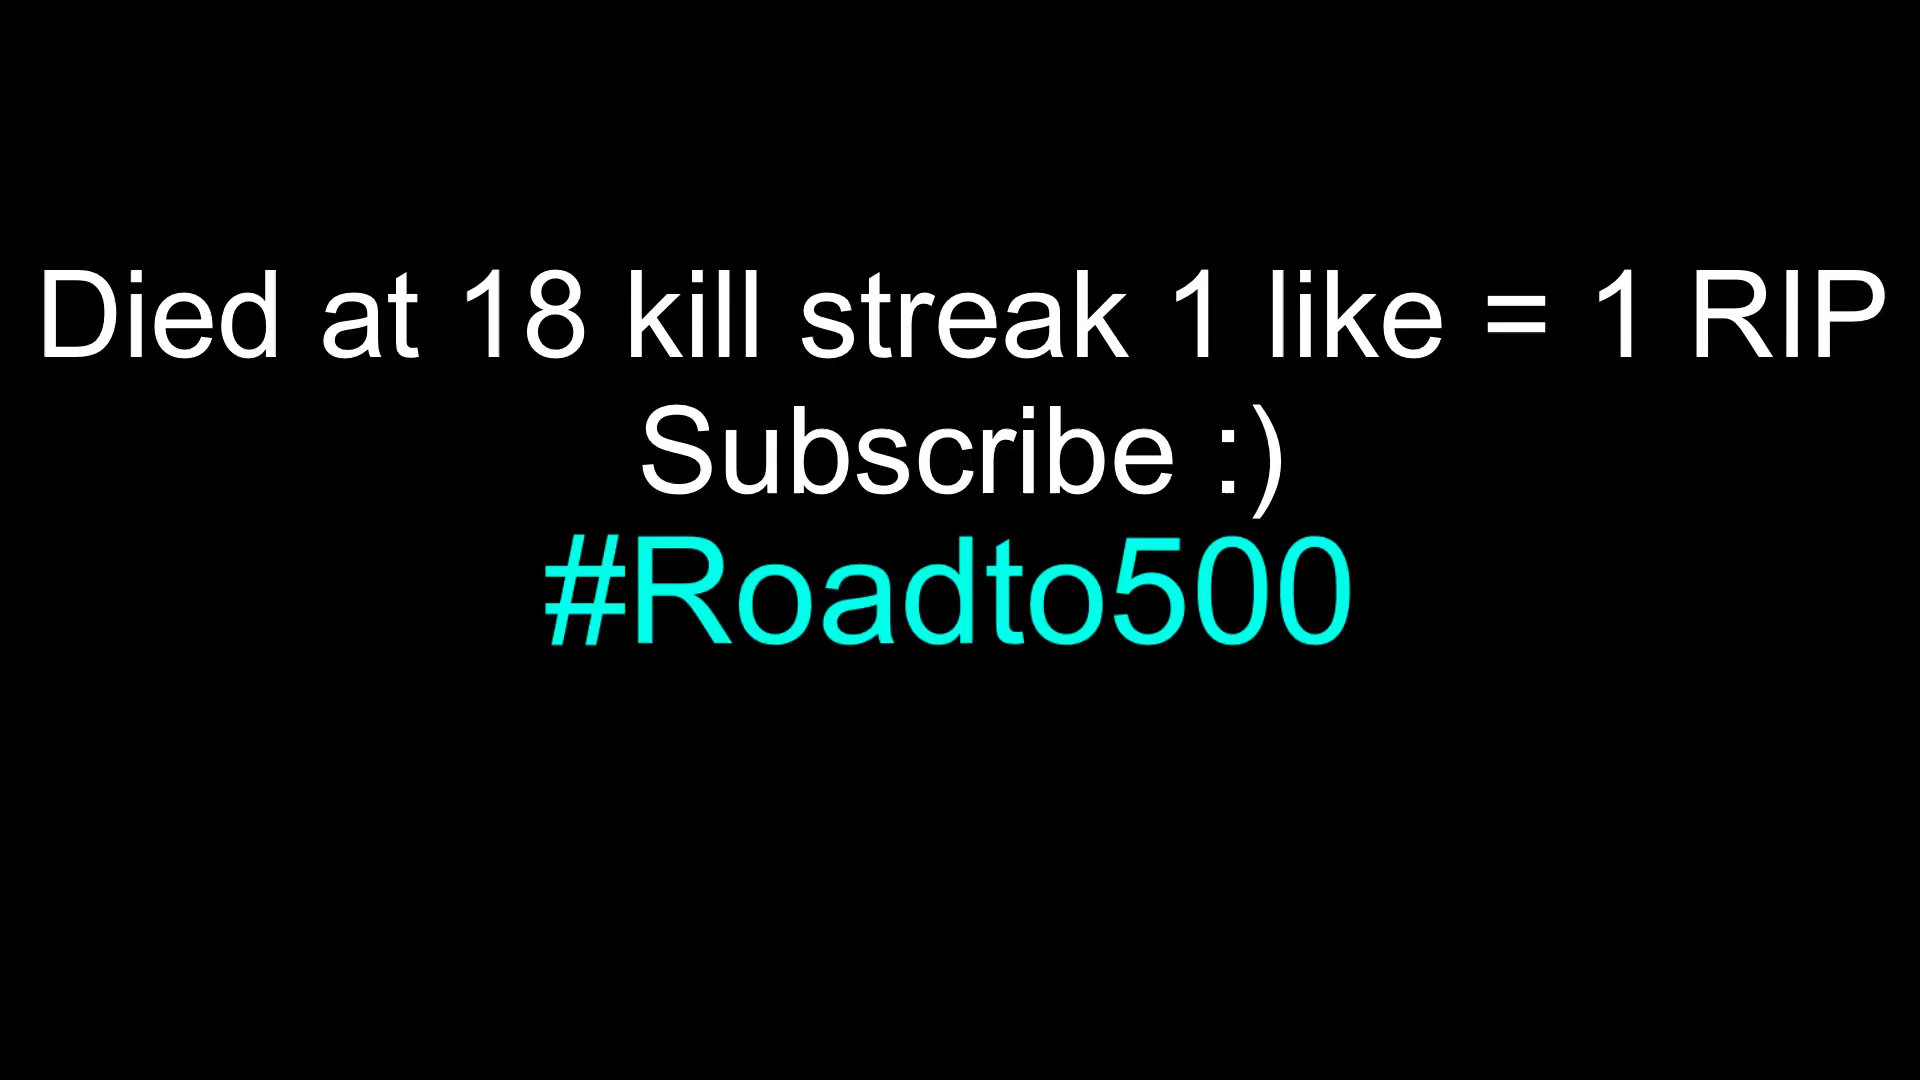 Died at 18 kill streak 1 like = 1 RIP
Subscribe :)
#Roadto500